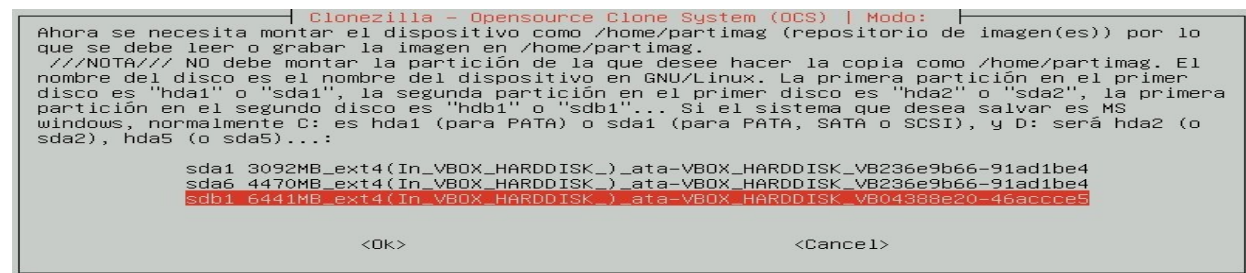 Clonezilla - Opensource Clone System (OCS) | Modo:
Ahora se necesita montar el dispositivo como /home/partimag (repositorio de imagen(es)) por lo
que se debe leer o grabar la imagen en /home/partimag.
///NOTA/// NO debe montar la partición de la que desee hacer la copia como /home/partimag. El
nombre del disco es el nombre del dispositivo en GNU/Linux. La primera partición en el primer
disco es "hda1" o "sda1", la segunda partición en el primer disco es "hda2" o "sda2", la primera
partición en el segundo disco es "hdb1" o "sdb1"... Si el sistema que desea salvar es MS
windows, normalmente C: es hda1 (para PATA) o sda1 (para PATA, SATA o SCSI), y D: será hda2 (o
sda2), hda5 (o sda5)...:
sda1 3092MB_ext4(In_VBOX_HARDDISK_)_ata-VBOX_HARDDISK_VB236e9b66-91ad1be4
sda6 4470MB_ext4(In_VBOX_HARDDISK_)_ata-VBOX_HARDDISK_VB236e9b66-91ad1be4
sdb1 6441MB_ext4(In_VBOX_HARDDISK_)_ata-VBOX_HARDDISK_VB04388e20-46accce5
<Ok> <Cancel>